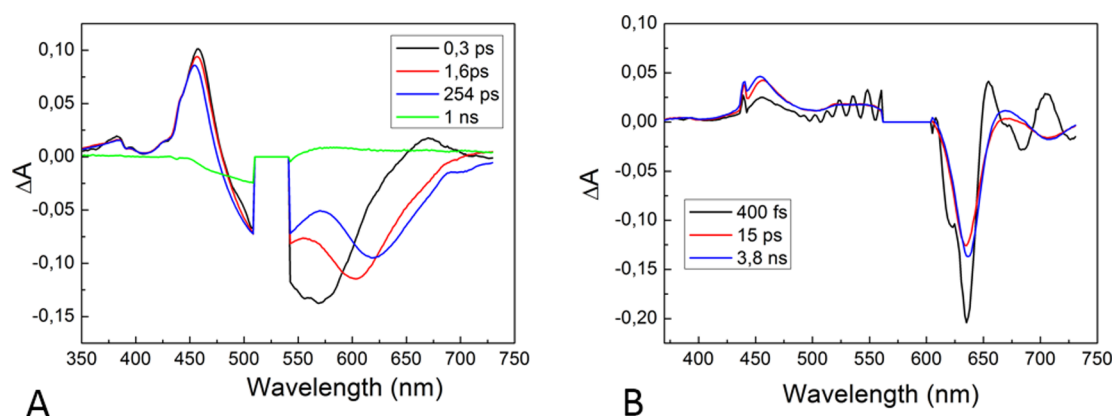 0,10
0,05
0,00
-0,05
-0,10
-0,15
ΔA
350 400 450 500 550 600 650 700 750
Wavelength (nm)
0,3 ps
1,6ps
254 ps
1 ns
A
0,10
0,05
0,00
-0,05
-0,10
-0,15
-0,20
ΔA
400 450 500 550 600 650 700 750
Wavelength (nm)
400 fs
15 ps
3,8 ns
B